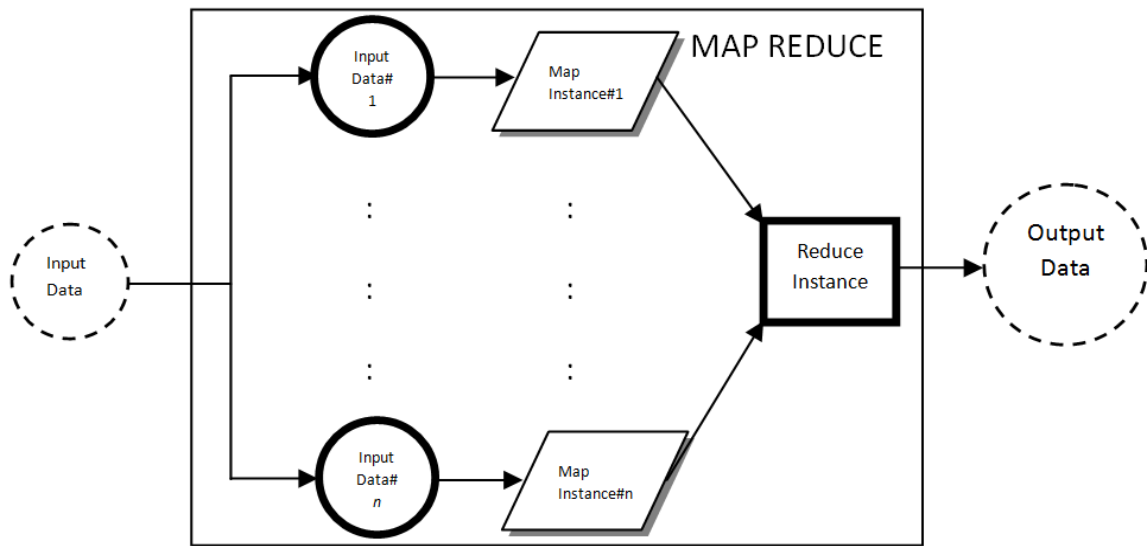 MAP REDUCE
Input
Data#
1
Map
Instance#1
:
:
:
:
:
:
Input
Data
Reduce
Instance
Output
Data
Input
Data#
n
Map
Instance#n